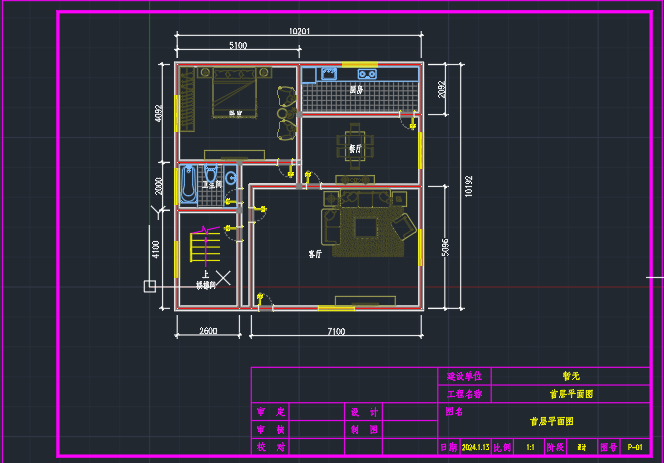 10201
5100
厨房
2092
4092
卧室
餐厅
10192
卫生间
2000
4100
客厅
5096
上
楼梯间
2600
7100
建设单位 暂无
工程名称 首层平面图
审 定 设 计 图名
首层平面图
审 核 制 图
校 对 日期 2024.1.13 比例 1:1 阶段 设计 图号 P-01